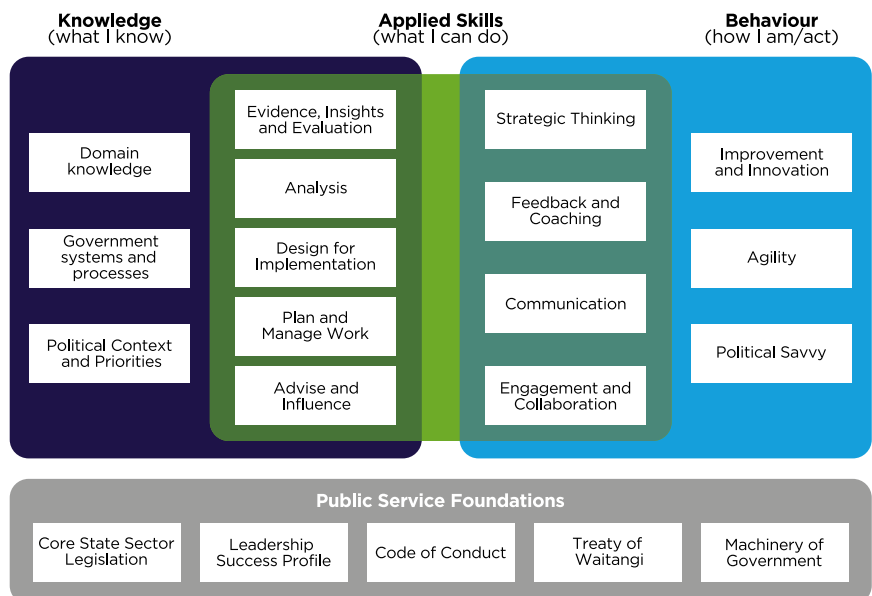 Knowledge
(what I know)
Applied Skills
(what I can do)
Behaviour
(how I am/act)
Domain
knowledge
Government
systems and
processes
Political Context
and Priorities
Evidence, Insights
and Evaluation
Analysis
Design for
Implementation
Plan and
Manage Work
Advise and
Influence
Strategic Thinking
Feedback and
Coaching
Communication
Engagement and
Collaboration
Improvement
and Innovation
Agility
Political Savvy
Public Service Foundations
Core State Sector
Legislation
Leadership
Success Profile
Code of Conduct
Treaty of
Waitangi
Machinery of
Government